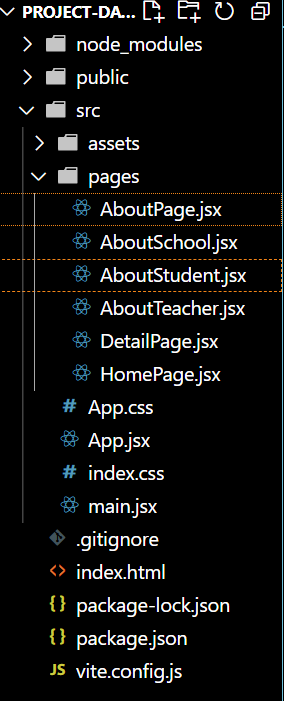 PROJECT-DA...
node_modules
public
src
assets
pages
AboutPage.jsx
AboutSchool.jsx
AboutStudent.jsx
AboutTeacher.jsx
DetailPage.jsx
HomePage.jsx
# App.css
App.jsx
# index.css
main.jsx
.gitignore
<> index.html
{} package-lock.json
{} package.json
JS vite.config.js